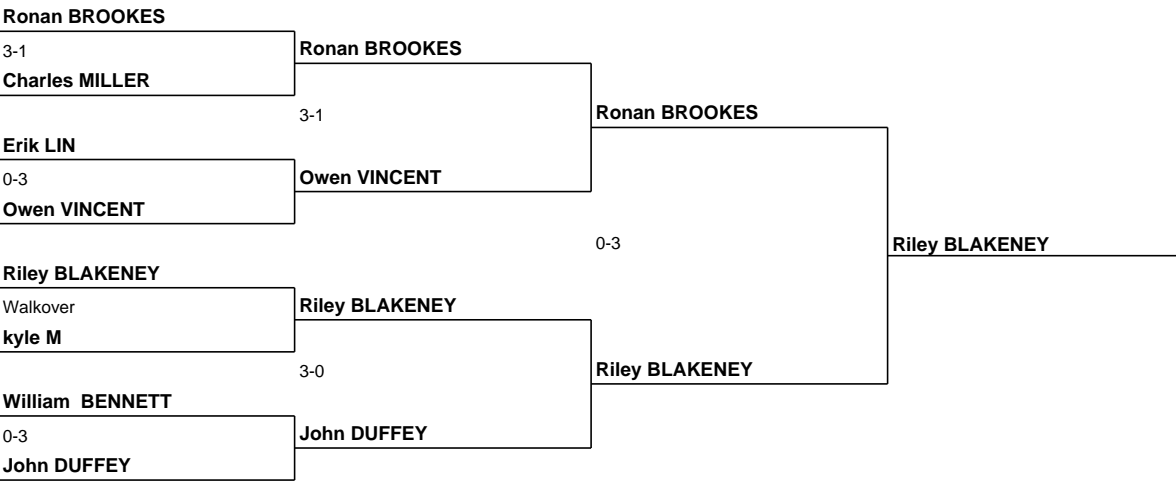 Ronan BROOKES
3-1
Charles MILLER
Erik LIN
0-3
Owen VINCENT
Riley BLAKENEY
Walkover
kyle M
William  BENNETT
0-3
John DUFFEY
Ronan BROOKES
3-1
Owen VINCENT
Riley BLAKENEY
3-0
John DUFFEY
Ronan BROOKES
0-3
Riley BLAKENEY
Riley BLAKENEY